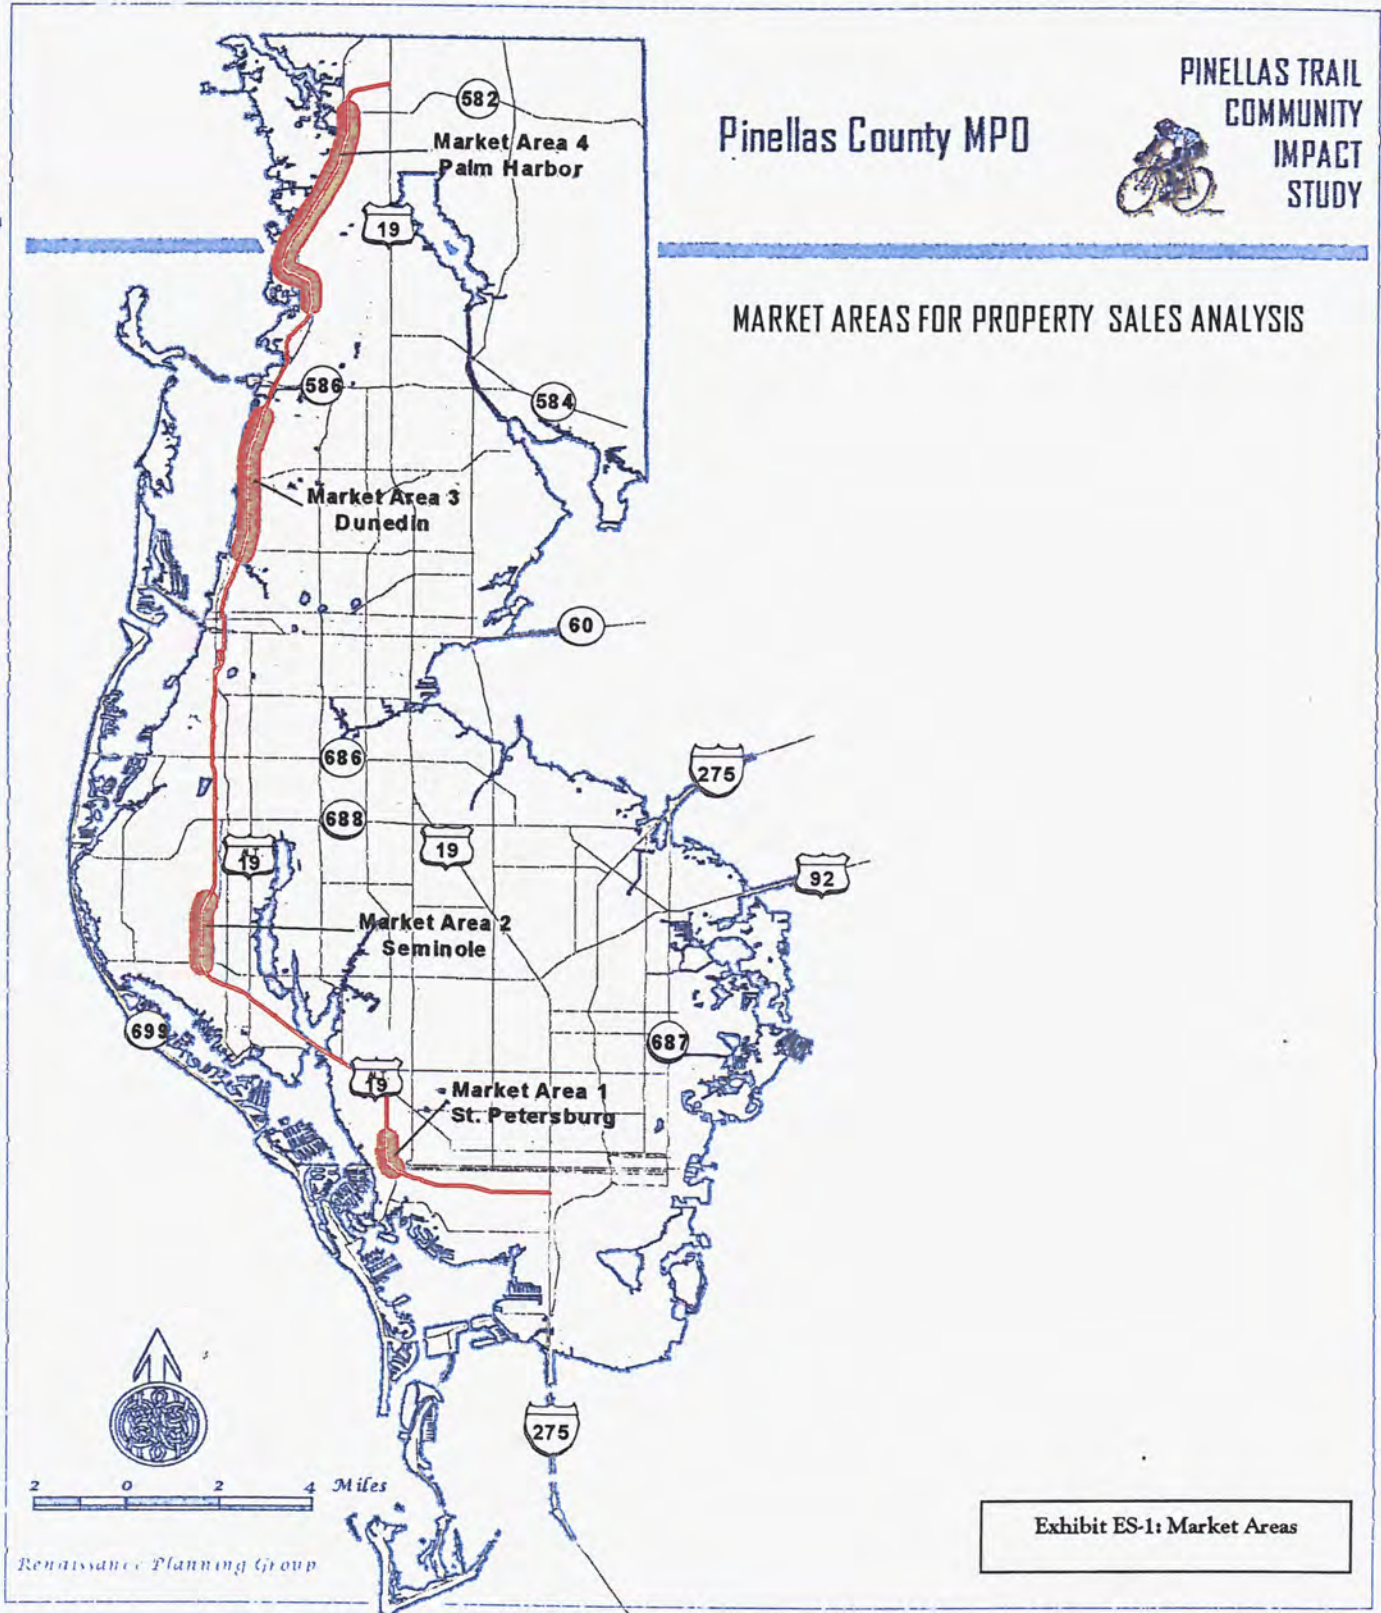 PINELLAS TRAIL
COMMUNITY
IMPACT
STUDY
Pinellas County MPO
MARKET AREAS FOR PROPERTY SALES ANALYSIS
582
Market Area 4
Palm Harbor
19
586
584
Market Area 3
Dunedin
60
686
275
688
ALT
19
19
92
Market Area 2
Seminole
699
687
ALT
19
Market Area 1
St. Petersburg
275
2 0 2 4 Miles
Renaissance Planning Group
Exhibit ES-1: Market Areas